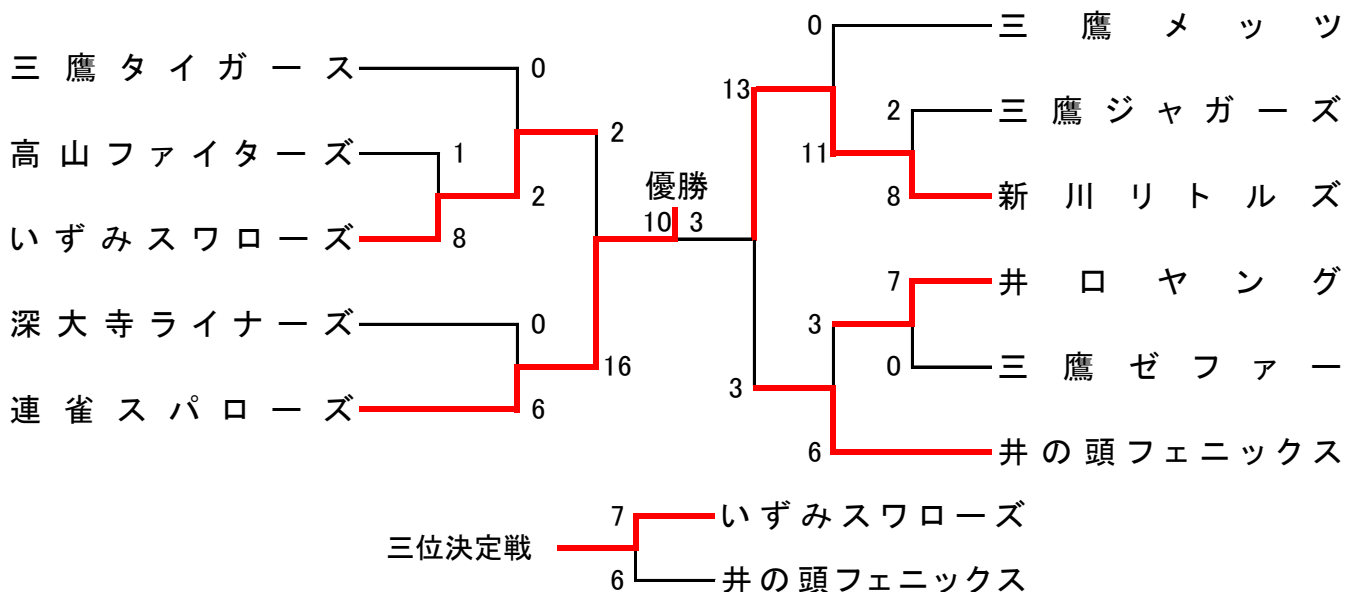 三鷹タイガース
0
高山ファイターズ
1
2
2
いずみスワローズ
8
深大寺ライナーズ
0
16
連雀スパローズ
6
優勝
10 3
0
三鷹メッツ
13
2
三鷹ジャガーズ
11
8
新川リトルズ
7
井口ヤング
3
0
三鷹ゼファー
3
6
井の頭フェニックス
三位決定戦
7
いずみスワローズ
6
井の頭フェニックス